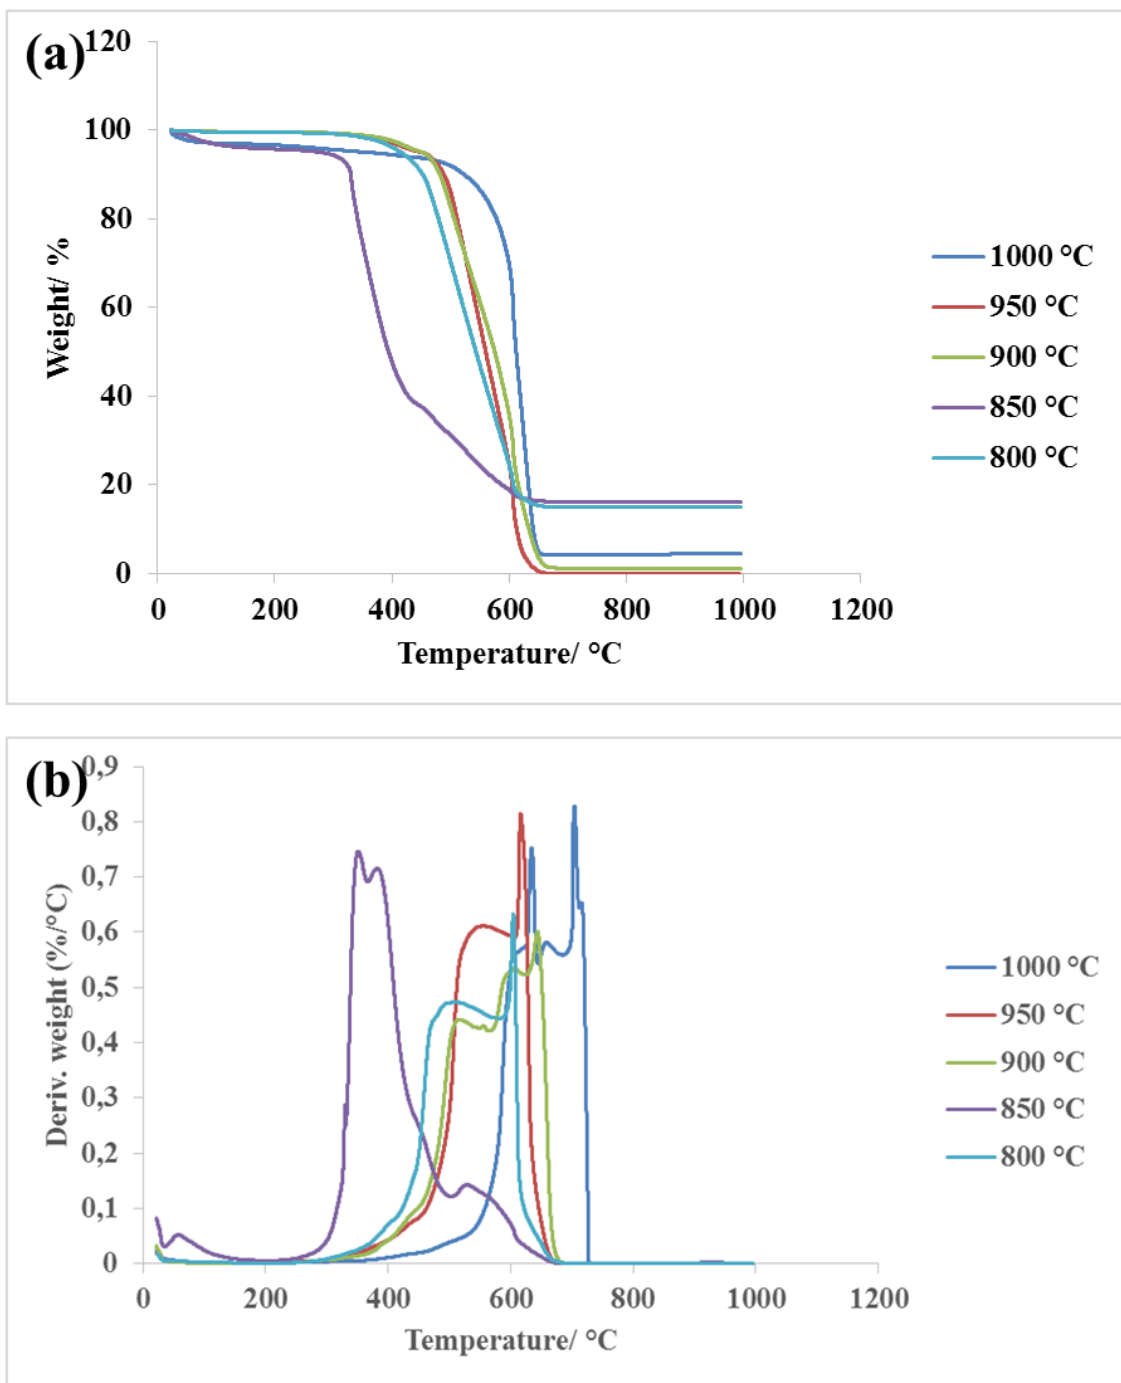 (a)
120
100
80
60
40
20
0
Weight/ %
0 200 400 600 800 1000 1200
Temperature/ °C
1000 °C
950 °C
900 °C
850 °C
800 °C
(b)
0,9
0,8
0,7
0,6
0,5
0,4
0,3
0,2
0,1
0
Deriv. weight (%/°C)
0 200 400 600 800 1000 1200
Temperature/ °C
1000 °C
950 °C
900 °C
850 °C
800 °C